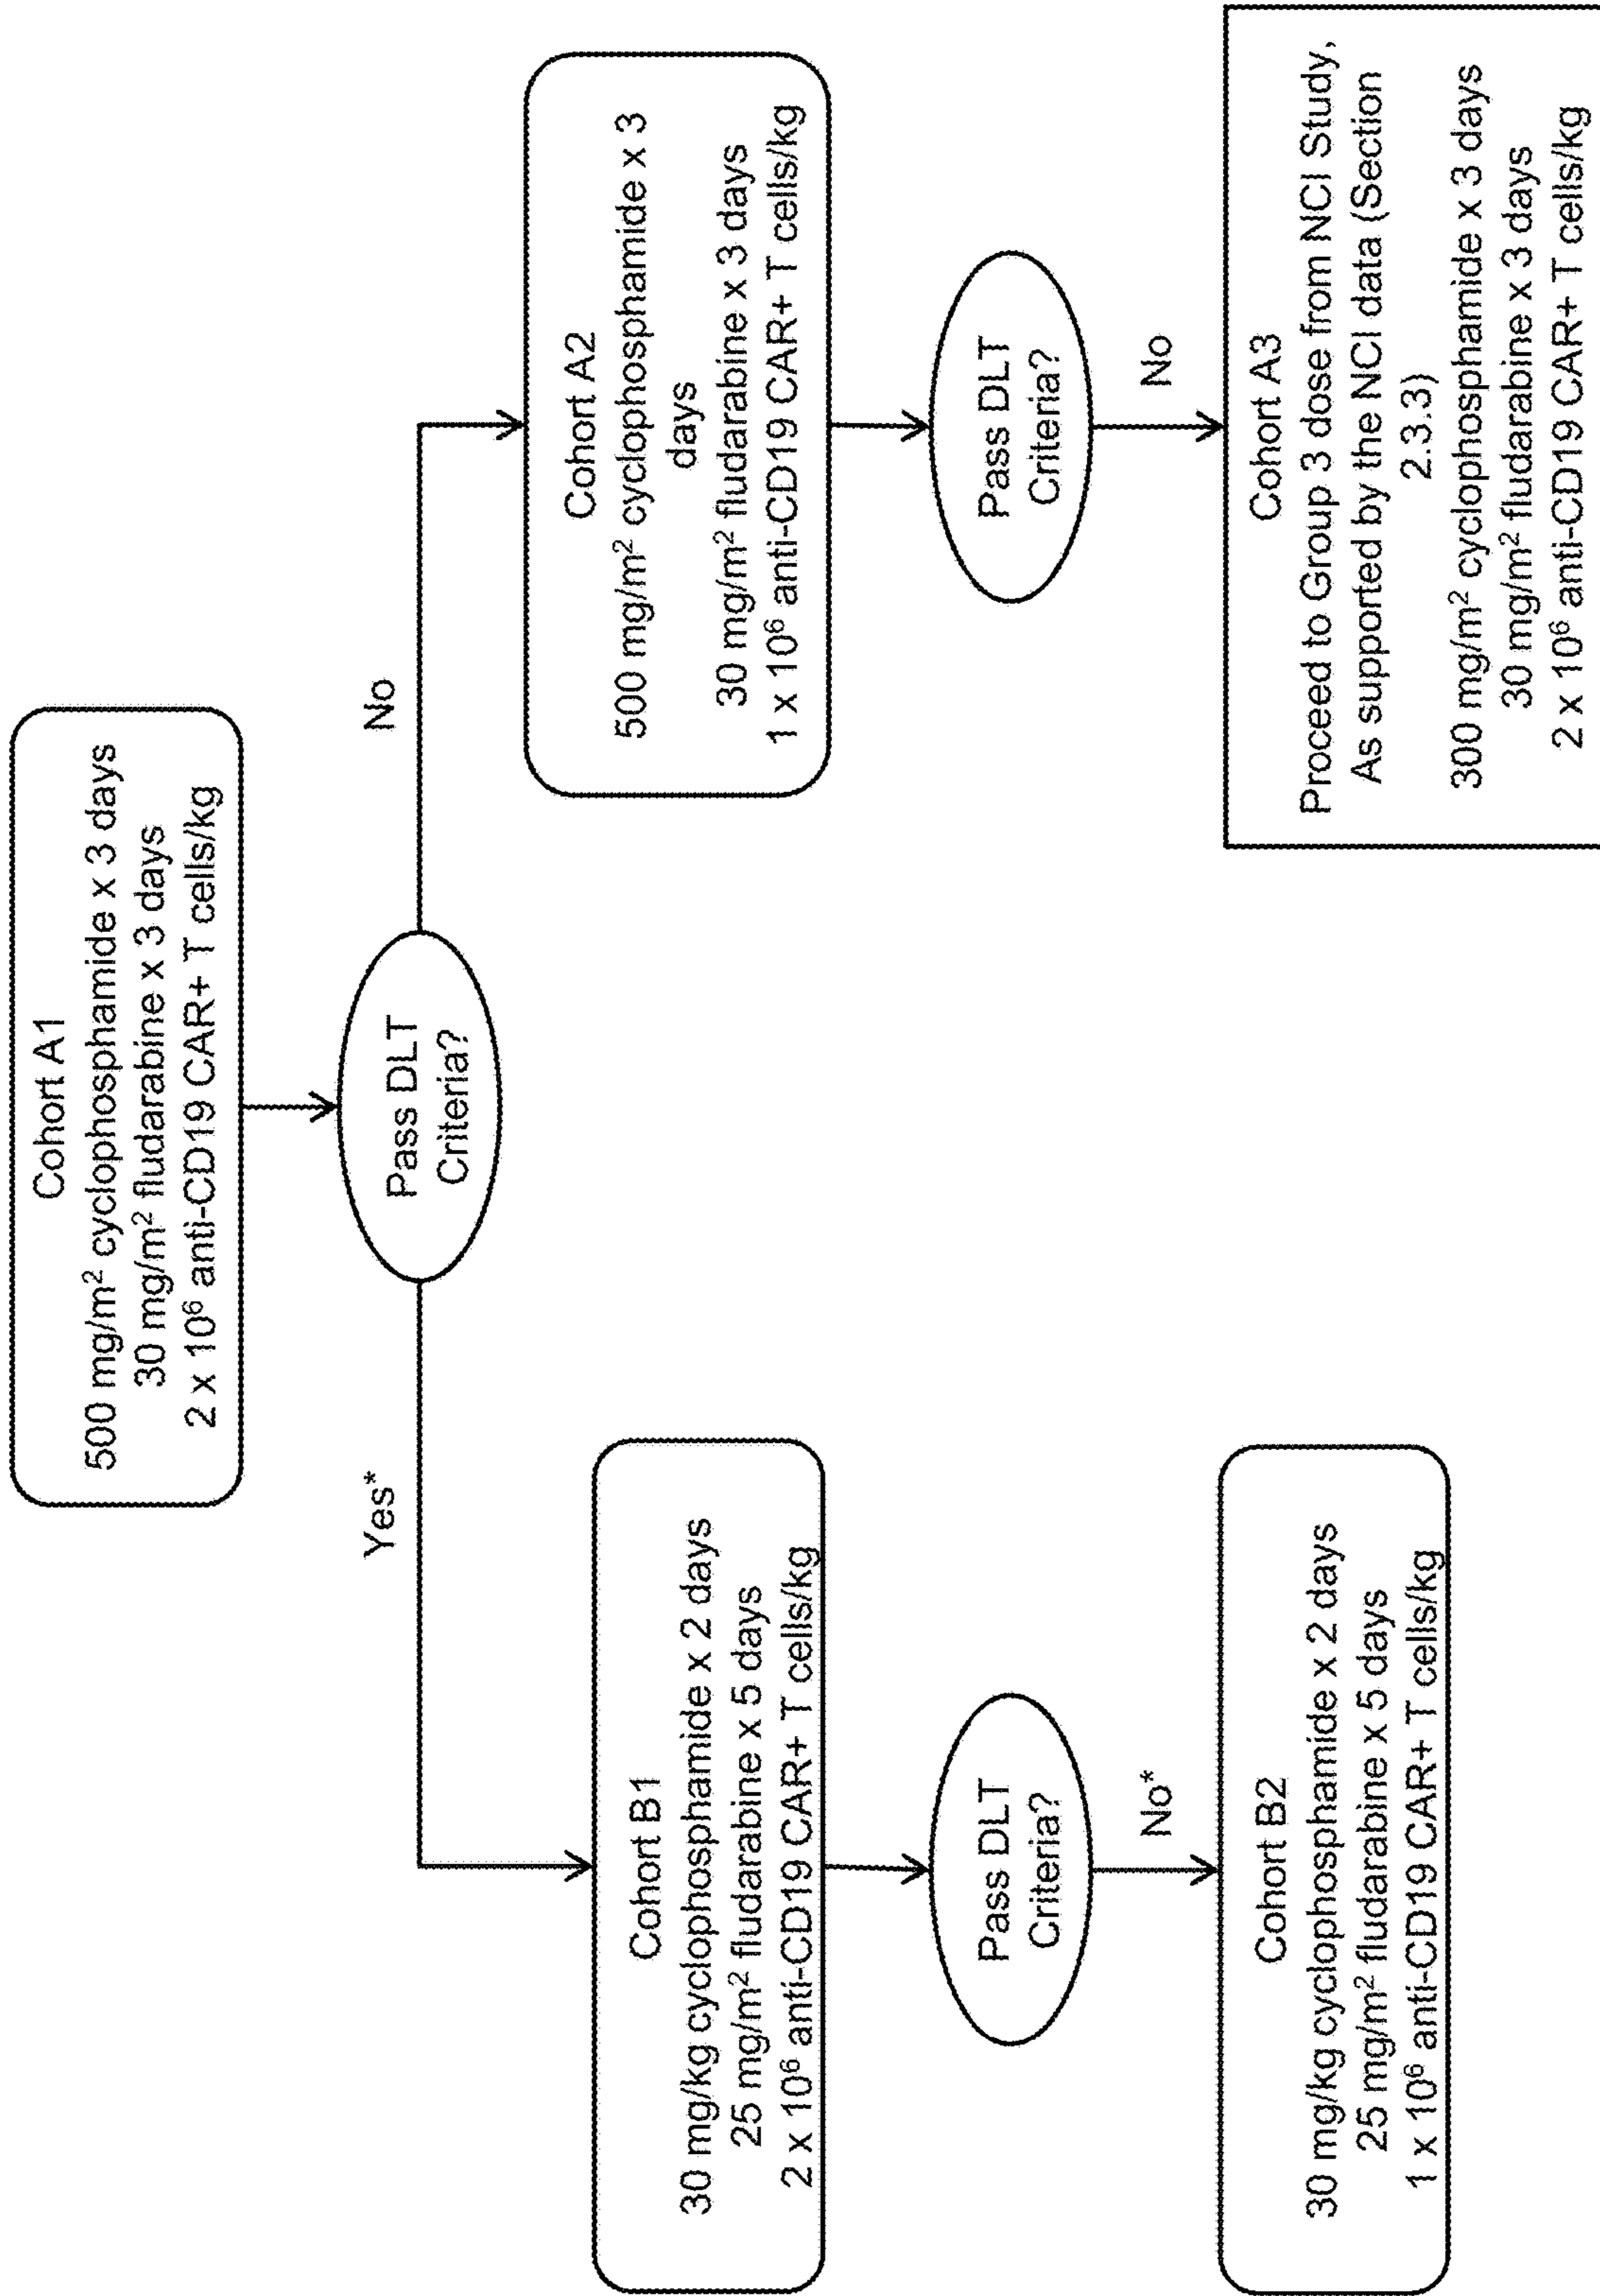 Cohort A1
500 mg/m² cyclophosphamide x 3 days
30 mg/m² fludarabine x 3 days
2 x 10⁶ anti-CD19 CAR+ T cells/kg
Pass DLT
Criteria?
Yes*
No
Cohort B1
30 mg/kg cyclophosphamide x 2 days
25 mg/m² fludarabine x 5 days
2 x 10⁶ anti-CD19 CAR+ T cells/kg
Pass DLT
Criteria?
No*
Cohort B2
30 mg/kg cyclophosphamide x 2 days
25 mg/m² fludarabine x 5 days
1 x 10⁶ anti-CD19 CAR+ T cells/kg
Cohort A2
500 mg/m² cyclophosphamide x 3
days
30 mg/m² fludarabine x 3 days
1 x 10⁶ anti-CD19 CAR+ T cells/kg
Pass DLT
Criteria?
No
Cohort A3
Proceed to Group 3 dose from NCI Study,
As supported by the NCI data (Section
2.3.3)
300 mg/m² cyclophosphamide x 3 days
30 mg/m² fludarabine x 3 days
2 x 10⁶ anti-CD19 CAR+ T cells/kg